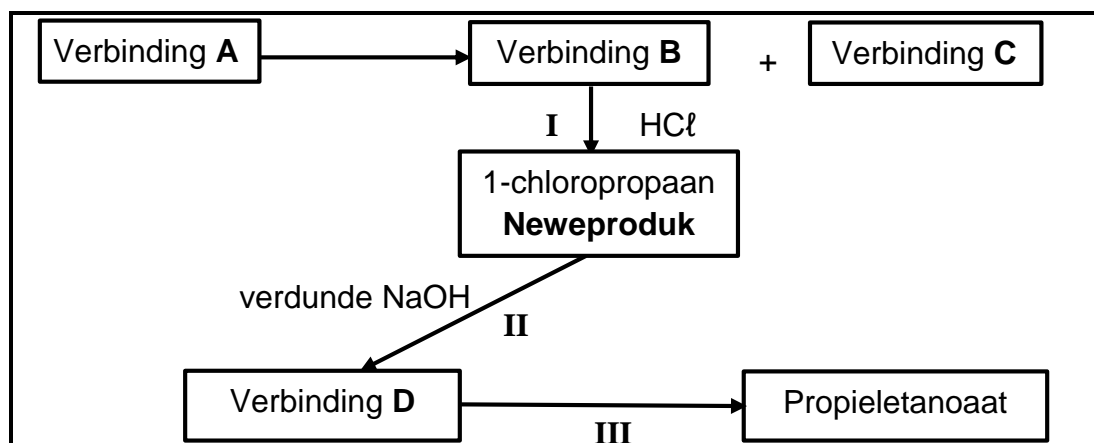 Verbinding A
Verbinding B
+
Verbinding C
I
HCℓ
1-chloropropaan
Neweproduk
verdunde NaOH
II
Verbinding D
III
Propieletanoaat